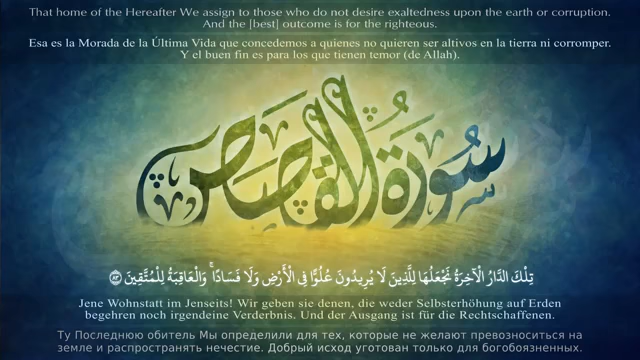 That home of the Hereafter We assign to those who do not desire exaltedness upon the earth or corruption.
And the [best] outcome is for the righteous.
Esa es la Morada de la Última Vida que concedemos a quienes no quieren ser altivos en la tierra ni corromper.
Y el buen fin es para los que tienen temor (de Allah).
سُورَةُ القَصَصِ
تِلْكَ الدَّارُ الْآخِرَةُ نَجْعَلُهَا لِلَّذِينَ لَا يُرِيدُونَ عُلُوًّا فِي الْأَرْضِ وَلَا فَسَادًا ۚ وَالْعَاقِبَةُ لِلْمُتَّقِينَ ﴿٨٣﴾
Jene Wohnstatt im Jenseits! Wir geben sie denen, die weder Selbsterhöhung auf Erden
begehren noch irgendeine Verderbnis. Und der Ausgang ist für die Rechtschaffenen.
Ту Последнюю обитель Мы определили для тех, которые не желают превозноситься на
земле и распространять нечестие. Добрый исход уготован только для богобоязненных.